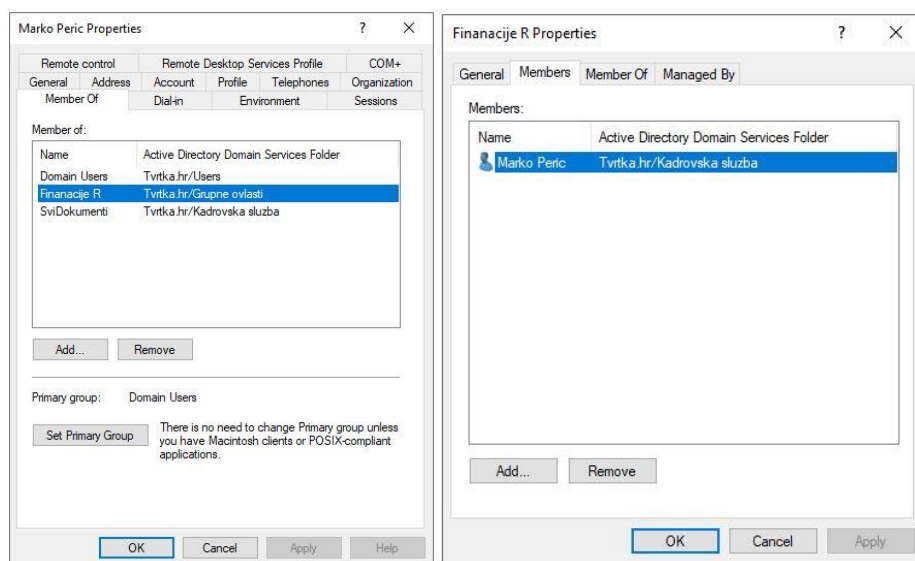 Marko Peric Properties
Remote control Remote Desktop Services Profile COM+
General Address Account Profile Telephones Organization
Member Of Dial-in Environment Sessions
Member of:
Name Active Directory Domain Services Folder
Domain Users Tvrtka.hr/Users
Finanacije R Tvrtka.hr/Grupne ovlasti
SviDokumenti Tvrtka.hr/Kadrovska sluzba
Add... Remove
Primary group: Domain Users
Set Primary Group
There is no need to change Primary group unless
you have Macintosh clients or POSIX-compliant
applications.
OK Cancel Apply Help
Finanacije R Properties
General Members Member Of Managed By
Members:
Name Active Directory Domain Services Folder
Marko Peric Tvrtka.hr/Kadrovska sluzba
Add... Remove
OK Cancel Apply